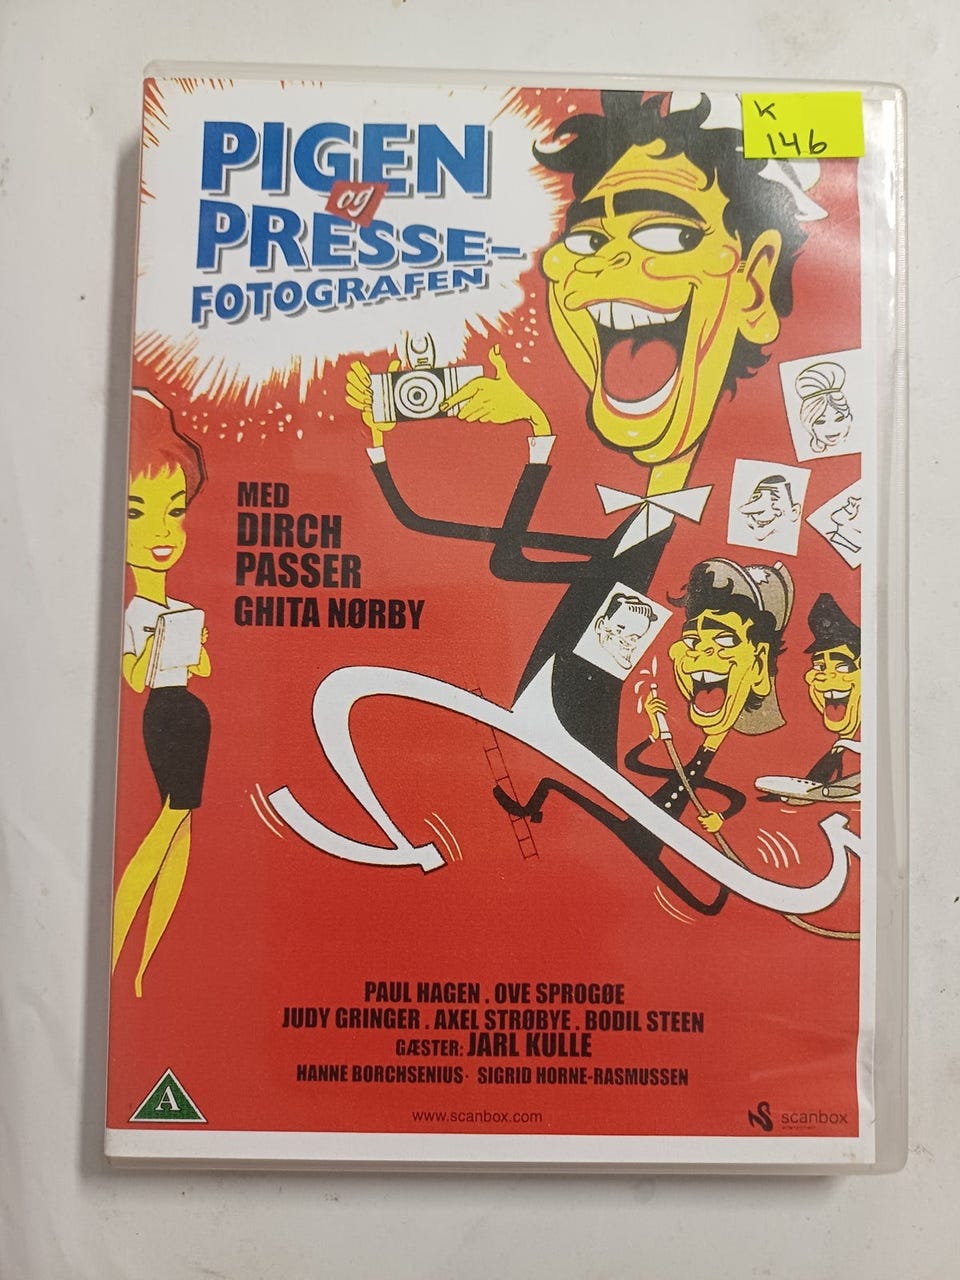 K
146
PIGEN
og
PRESSE-
FOTOGRAFEN
MED
DIRCH
PASSER
GHITA NØRBY
PAUL HAGEN . OVE SPROGØE
JUDY GRINGER . AXEL STRØBYE . BODIL STEEN
GÆSTER: JARL KULLE
HANNE BORCHSENIUS · SIGRID HORNE-RASMUSSEN
A
www.scanbox.com
scanbox